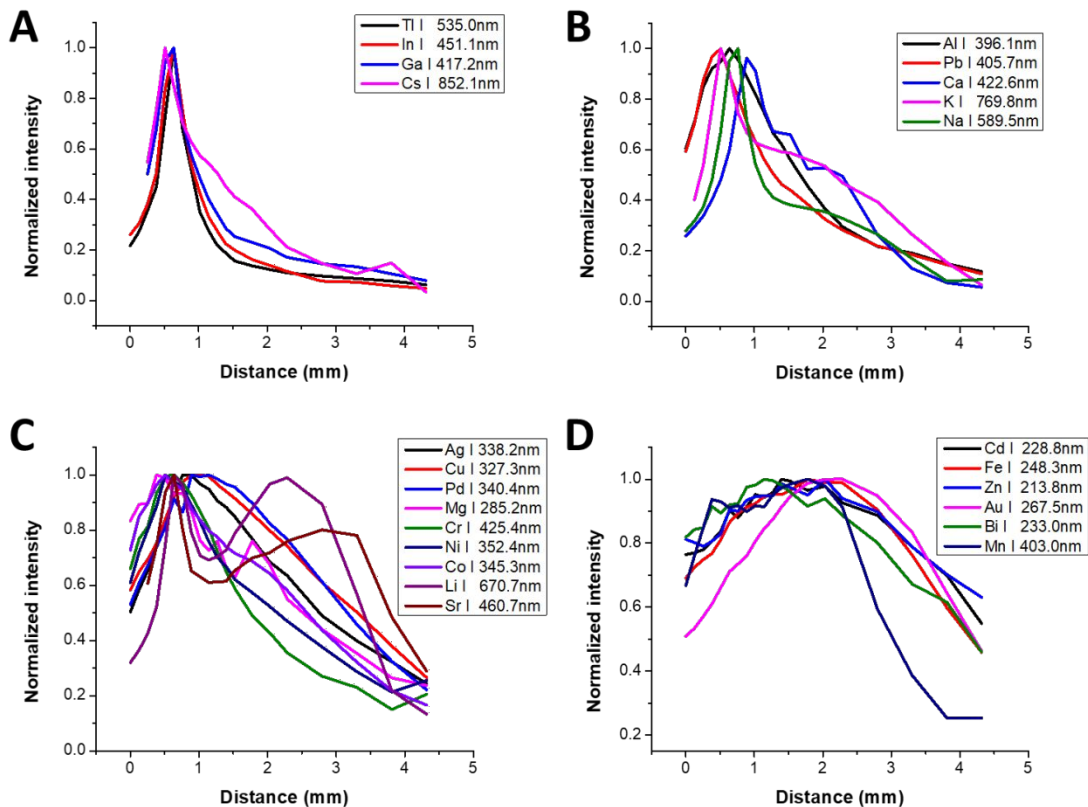 A
Tl I 535.0nm
In I 451.1nm
Ga I 417.2nm
Cs I 852.1nm
1.0
0.8
0.6
0.4
0.2
0.0
Normalized intensity
0 1 2 3 4 5
Distance (mm)
B
Al I 396.1nm
Pb I 405.7nm
Ca I 422.6nm
K I 769.8nm
Na I 589.5nm
1.0
0.8
0.6
0.4
0.2
0.0
Normalized intensity
0 1 2 3 4 5
Distance (mm)
C
Ag I 338.2nm
Cu I 327.3nm
Pd I 340.4nm
Mg I 285.2nm
Cr I 425.4nm
Ni I 352.4nm
Co I 345.3nm
Li I 670.7nm
Sr I 460.7nm
1.0
0.8
0.6
0.4
0.2
0.0
Normalized intensity
0 1 2 3 4 5
Distance (mm)
D
Cd I 228.8nm
Fe I 248.3nm
Zn I 213.8nm
Au I 267.5nm
Bi I 233.0nm
Mn I 403.0nm
1.0
0.8
0.6
0.4
0.2
Normalized intensity
0 1 2 3 4 5
Distance (mm)